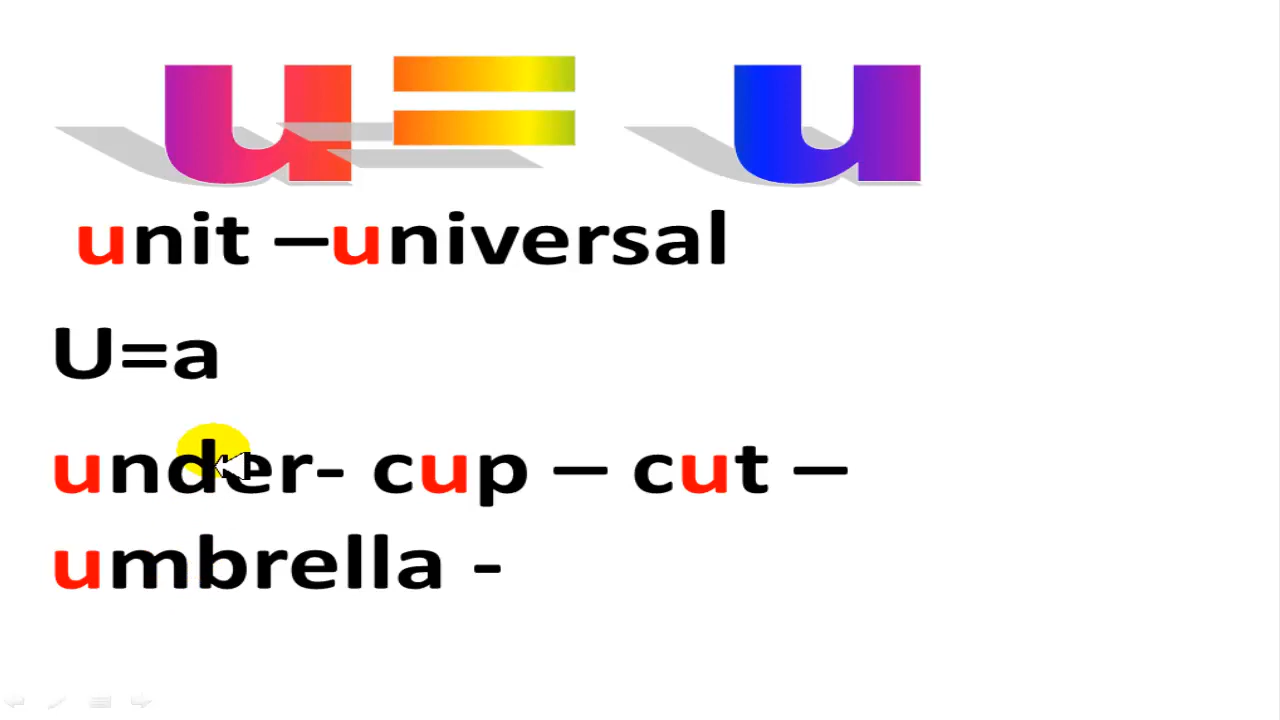 u= u
unit –universal
U=a
under- cup – cut –
umbrella -